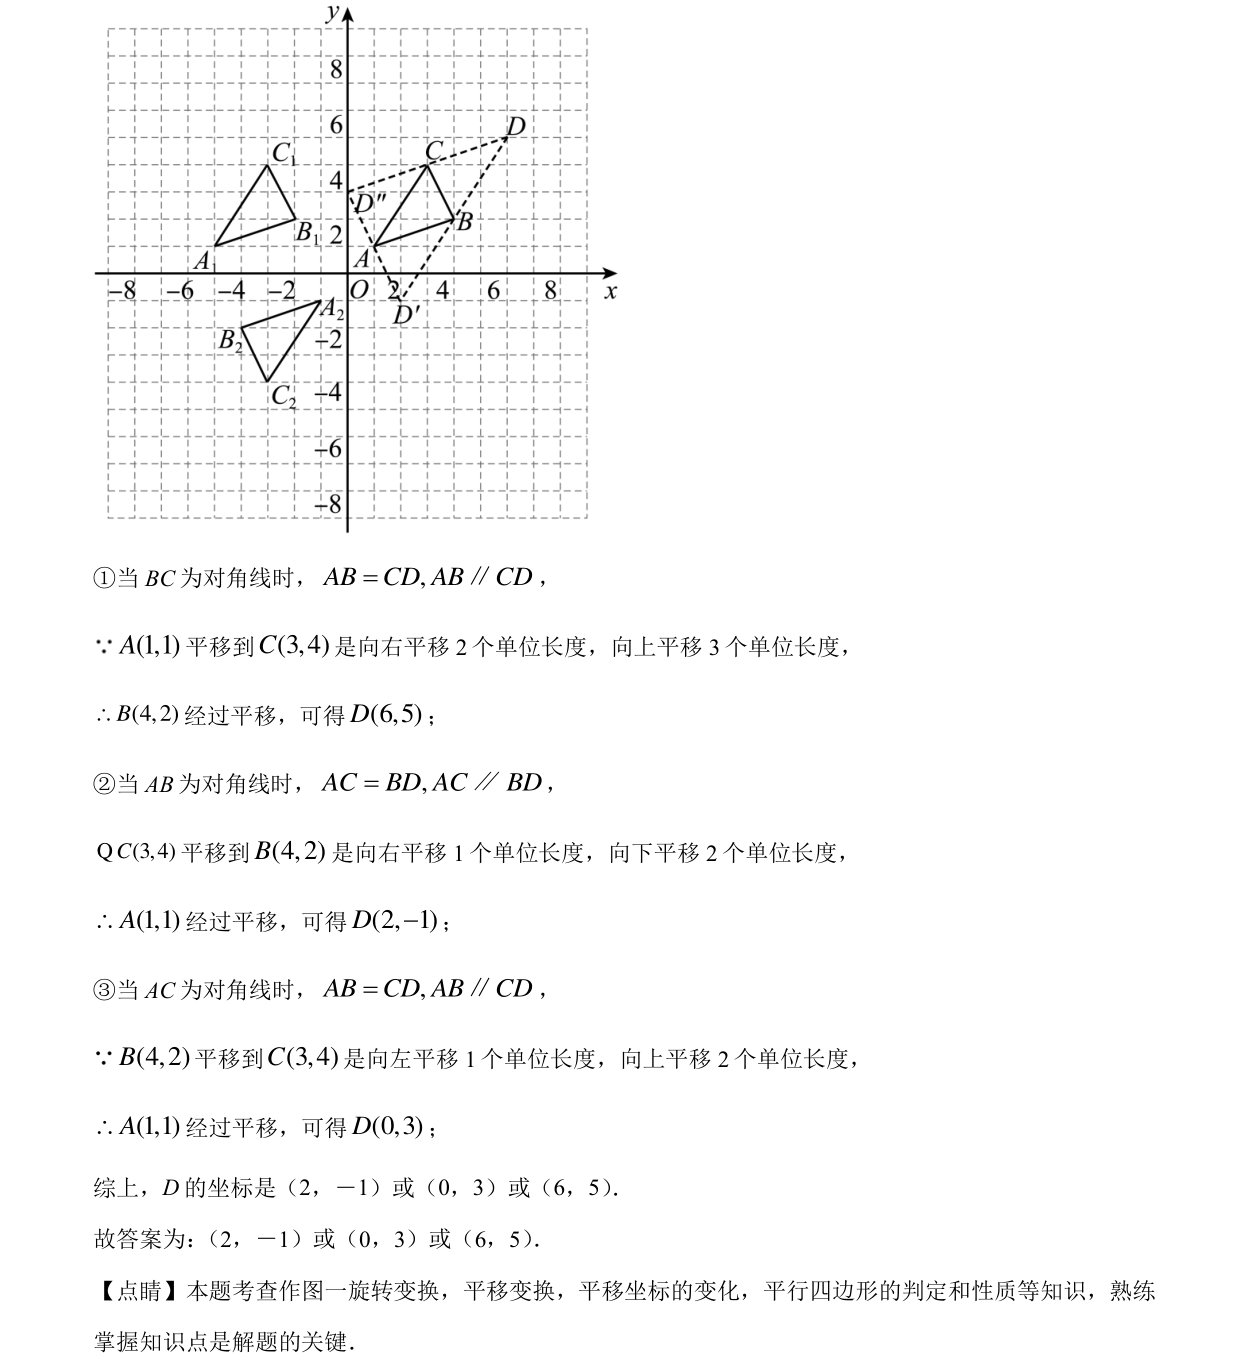 y
8
6
D
C₁
C
4
D″
B₁
2
B
A₁
A
−8 −6 −4 −2 O 2 4 6 8 x
D′
A₂
B₂
−2
C₂
−4
−6
−8
①当 BC 为对角线时，AB = CD, AB ∥ CD，
∵ A(1,1) 平移到 C(3,4) 是向右平移 2 个单位长度，向上平移 3 个单位长度，
∴ B(4,2) 经过平移，可得 D(6,5)；
②当 AB 为对角线时，AC = BD, AC ∥ BD，
Q C(3,4) 平移到 B(4,2) 是向右平移 1 个单位长度，向下平移 2 个单位长度，
∴ A(1,1) 经过平移，可得 D(2,−1)；
③当 AC 为对角线时，AB = CD, AB ∥ CD，
∵ B(4,2) 平移到 C(3,4) 是向左平移 1 个单位长度，向上平移 2 个单位长度，
∴ A(1,1) 经过平移，可得 D(0,3)；
综上，D 的坐标是（2，－1）或（0，3）或（6，5）．
故答案为：（2，－1）或（0，3）或（6，5）．
【点睛】本题考查作图一旋转变换，平移变换，平移坐标的变化，平行四边形的判定和性质等知识，熟练
掌握知识点是解题的关键．